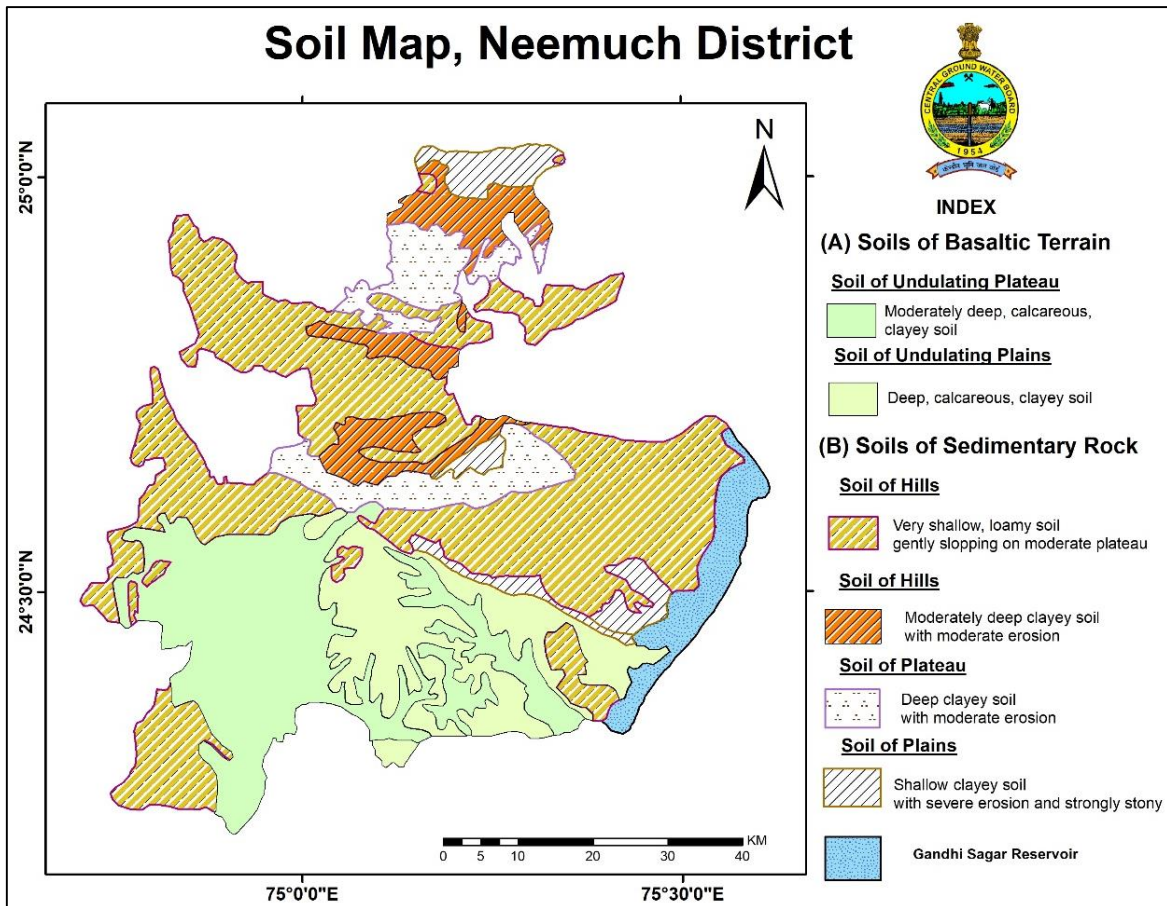 Soil Map, Neemuch District
CENTRAL GROUND WATER BOARD
1954
N
INDEX
(A) Soils of Basaltic Terrain
Soil of Undulating Plateau
Moderately deep, calcareous,
clayey soil
Soil of Undulating Plains
Deep, calcareous, clayey soil
(B) Soils of Sedimentary Rock
Soil of Hills
Very shallow, loamy soil
gently slopping on moderate plateau
Soil of Hills
Moderately deep clayey soil
with moderate erosion
Soil of Plateau
Deep clayey soil
with moderate erosion
Soil of Plains
Shallow clayey soil
with severe erosion and strongly stony
Gandhi Sagar Reservoir
25°0'0"N
24°30'0"N
KM
0 5 10 20 30 40
75°0'0"E
75°30'0"E